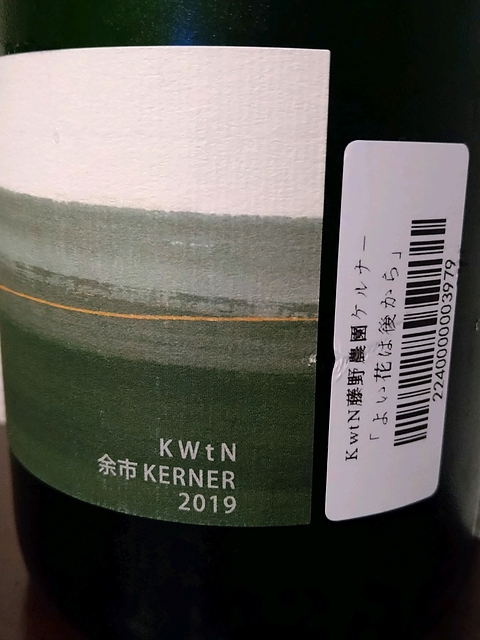 KWtN
余市 KERNER
2019
KwtN藤野農園ケルナー
「よい花は後から」
2240000003979